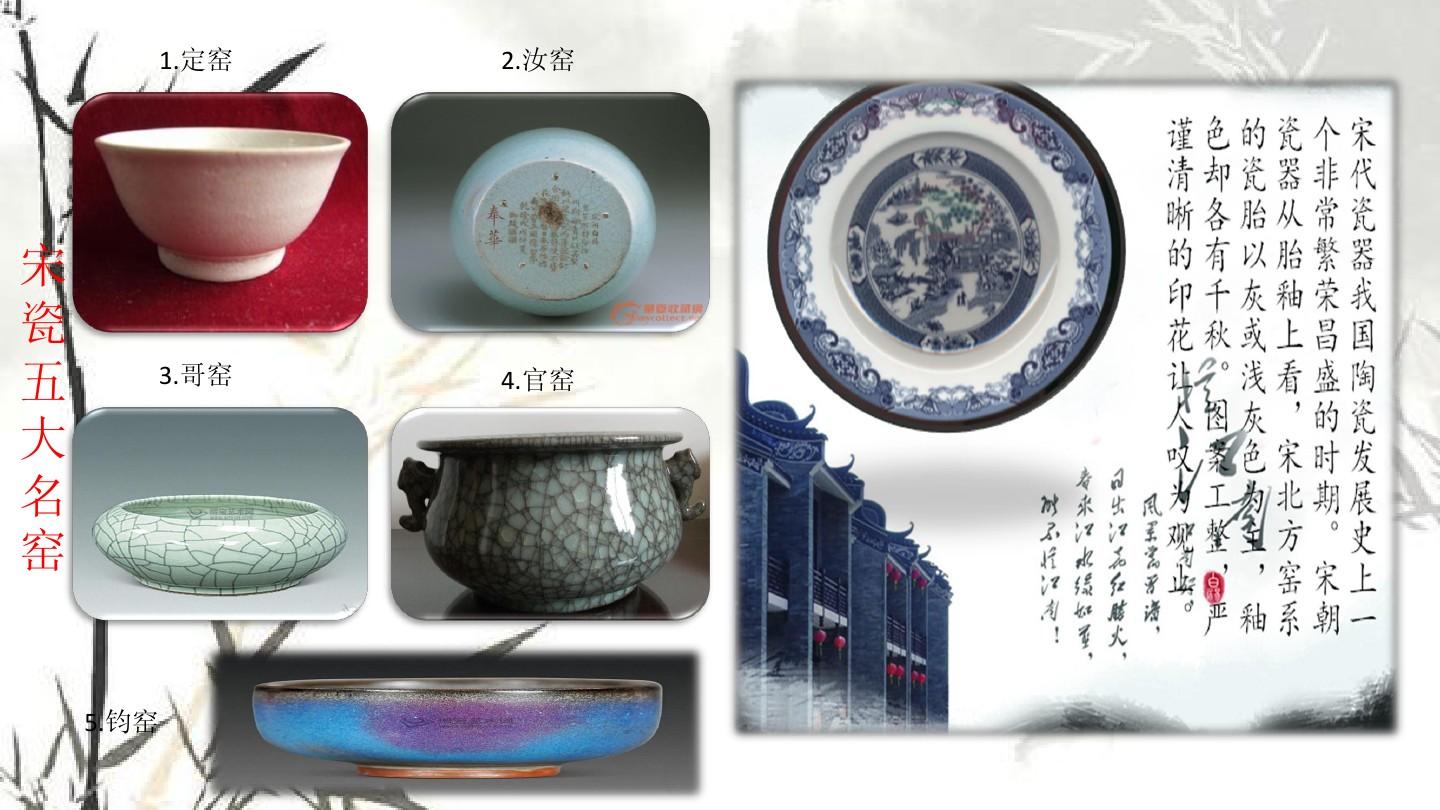 宋瓷五大名窑
1.定窑
2.汝窑
奉華
3.哥窑
4.官窑
5.钧窑
宋代瓷器我国陶瓷发展史上一
个非常繁荣昌盛的时期。宋朝
瓷器从胎釉上看，宋北方窑系
的瓷胎以灰或浅灰色为主，釉
色却各有千秋。图案工整，严
谨清晰的印花让人叹为观止。
日出江花红胜火，
春来江水绿如蓝，
能不忆江南！